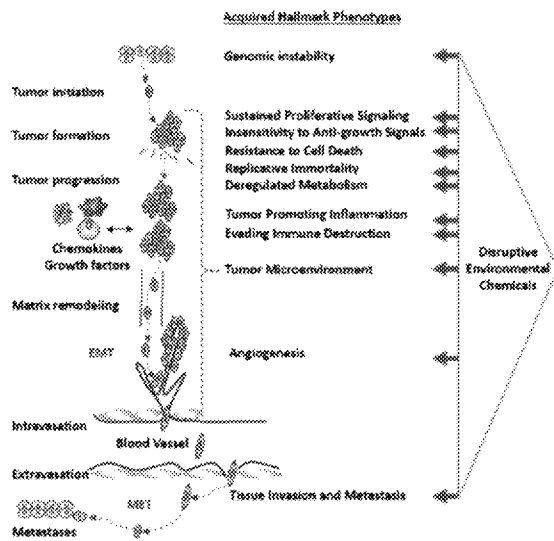 Acquired Hallmark Phenotypes
Genomic instability
Tumor initiation
Sustained Proliferative Signaling
Insensitivity to Anti-growth Signals
Tumor formation
Resistance to Cell Death
Replicative Immortality
Tumor progression
Deregulated Metabolism
Tumor Promoting Inflammation
Evading Immune Destruction
Chemokines
Growth factors
Disruptive
Environmental
Chemicals
Tumor Microenvironment
Matrix remodeling
EMT
Angiogenesis
Intravasation
Blood Vessel
Extravasation
MET
Tissue Invasion and Metastasis
Metastases